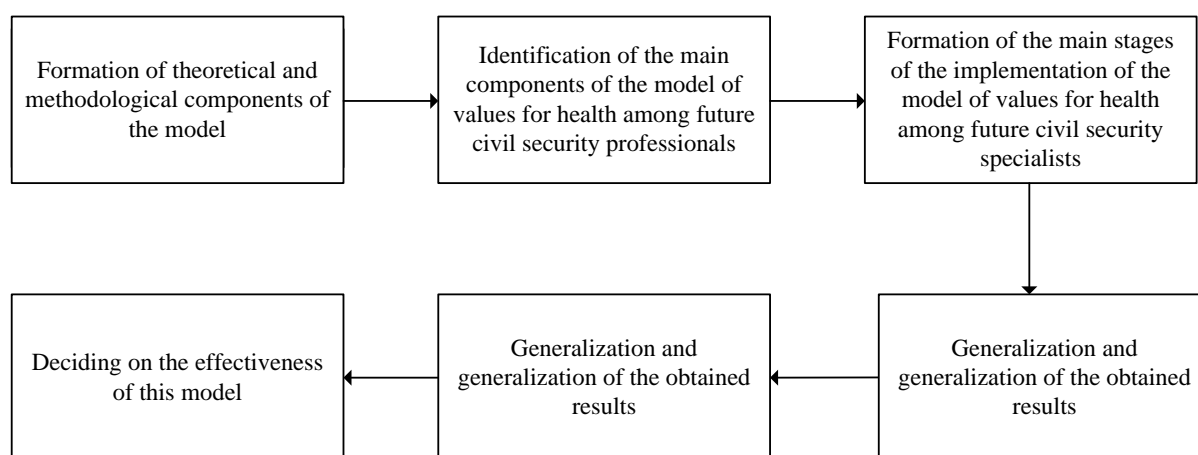 Formation of theoretical and
methodological components of
the model
Identification of the main
components of the model of
values for health among future
civil security professionals
Formation of the main stages
of the implementation of the
model of values for health
among future civil security
specialists
Generalization and
generalization of the obtained
results
Generalization and
generalization of the obtained
results
Deciding on the effectiveness
of this model